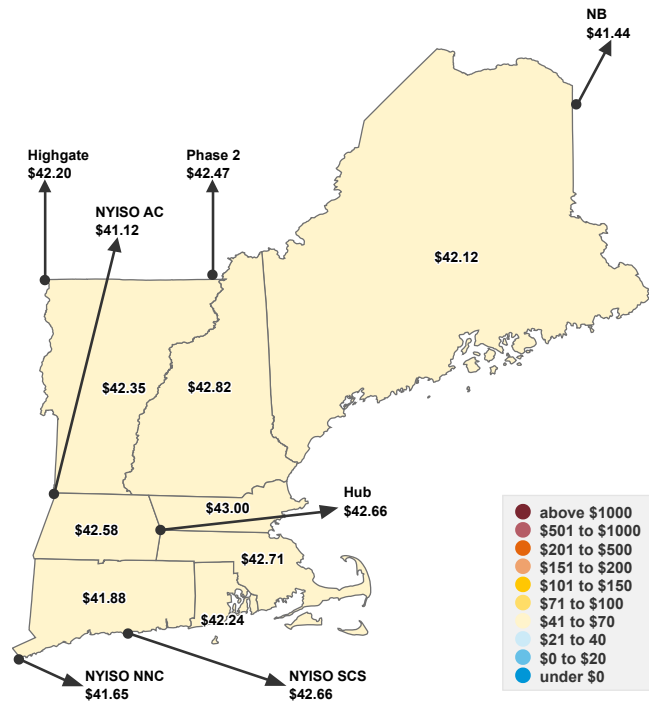 NB
$41.44
Highgate
$42.20
Phase 2
$42.47
NYISO AC
$41.12
$42.12
$42.35
$42.82
Hub
$42.66
$43.00
$42.58
$42.71
$41.88
$42.24
NYISO NNC
$41.65
NYISO SCS
$42.66
above $1000
$501 to $1000
$201 to $500
$151 to $200
$101 to $150
$71 to $100
$41 to $70
$21 to 40
$0 to $20
under $0